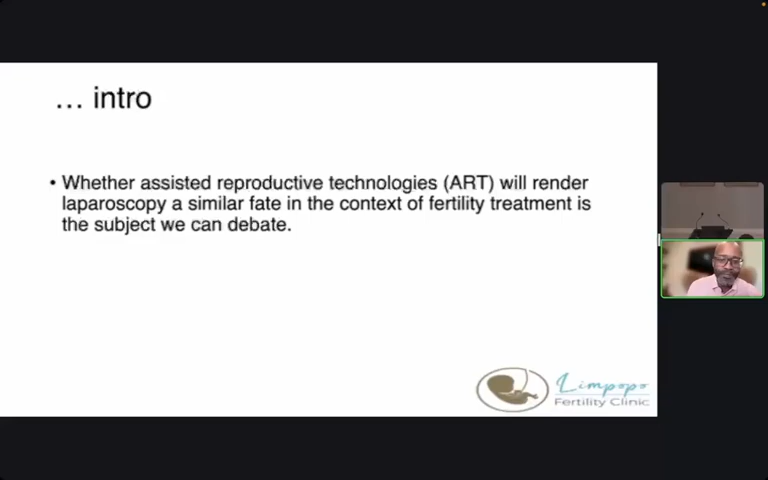 ... intro
• Whether assisted reproductive technologies (ART) will render
laparoscopy a similar fate in the context of fertility treatment is
the subject we can debate.
Limpopo
Fertility Clinic